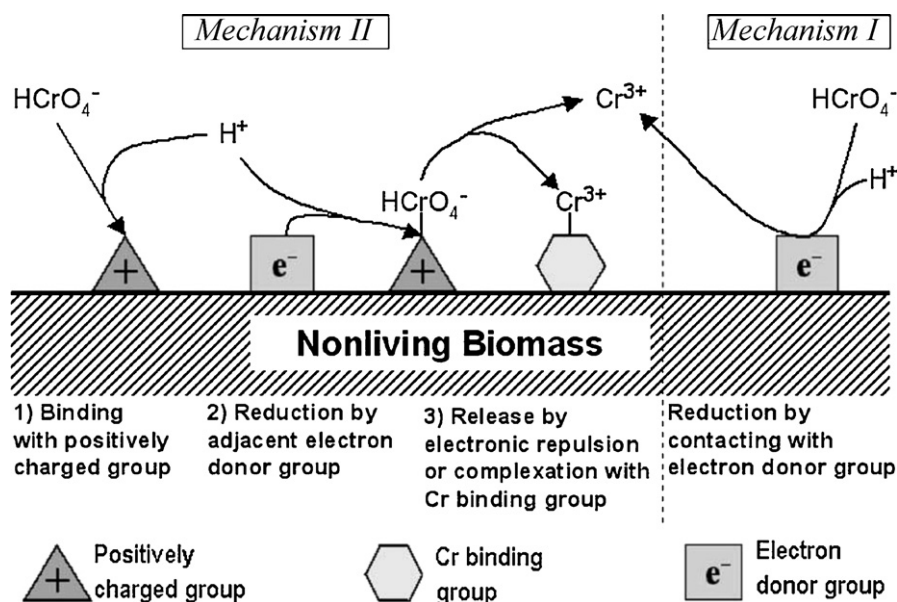 Mechanism II
Mechanism I
HCrO₄⁻
H⁺
HCrO₄⁻
Cr³⁺
Cr³⁺
HCrO₄⁻
H⁺
+
e⁻
+
e⁻
Nonliving Biomass
1) Binding
with positively
charged group
2) Reduction by
adjacent electron
donor group
3) Release by
electronic repulsion
or complexation with
Cr binding group
Reduction by
contacting with
electron donor group
+
Positively
charged group
Cr binding
group
e⁻
Electron
donor group